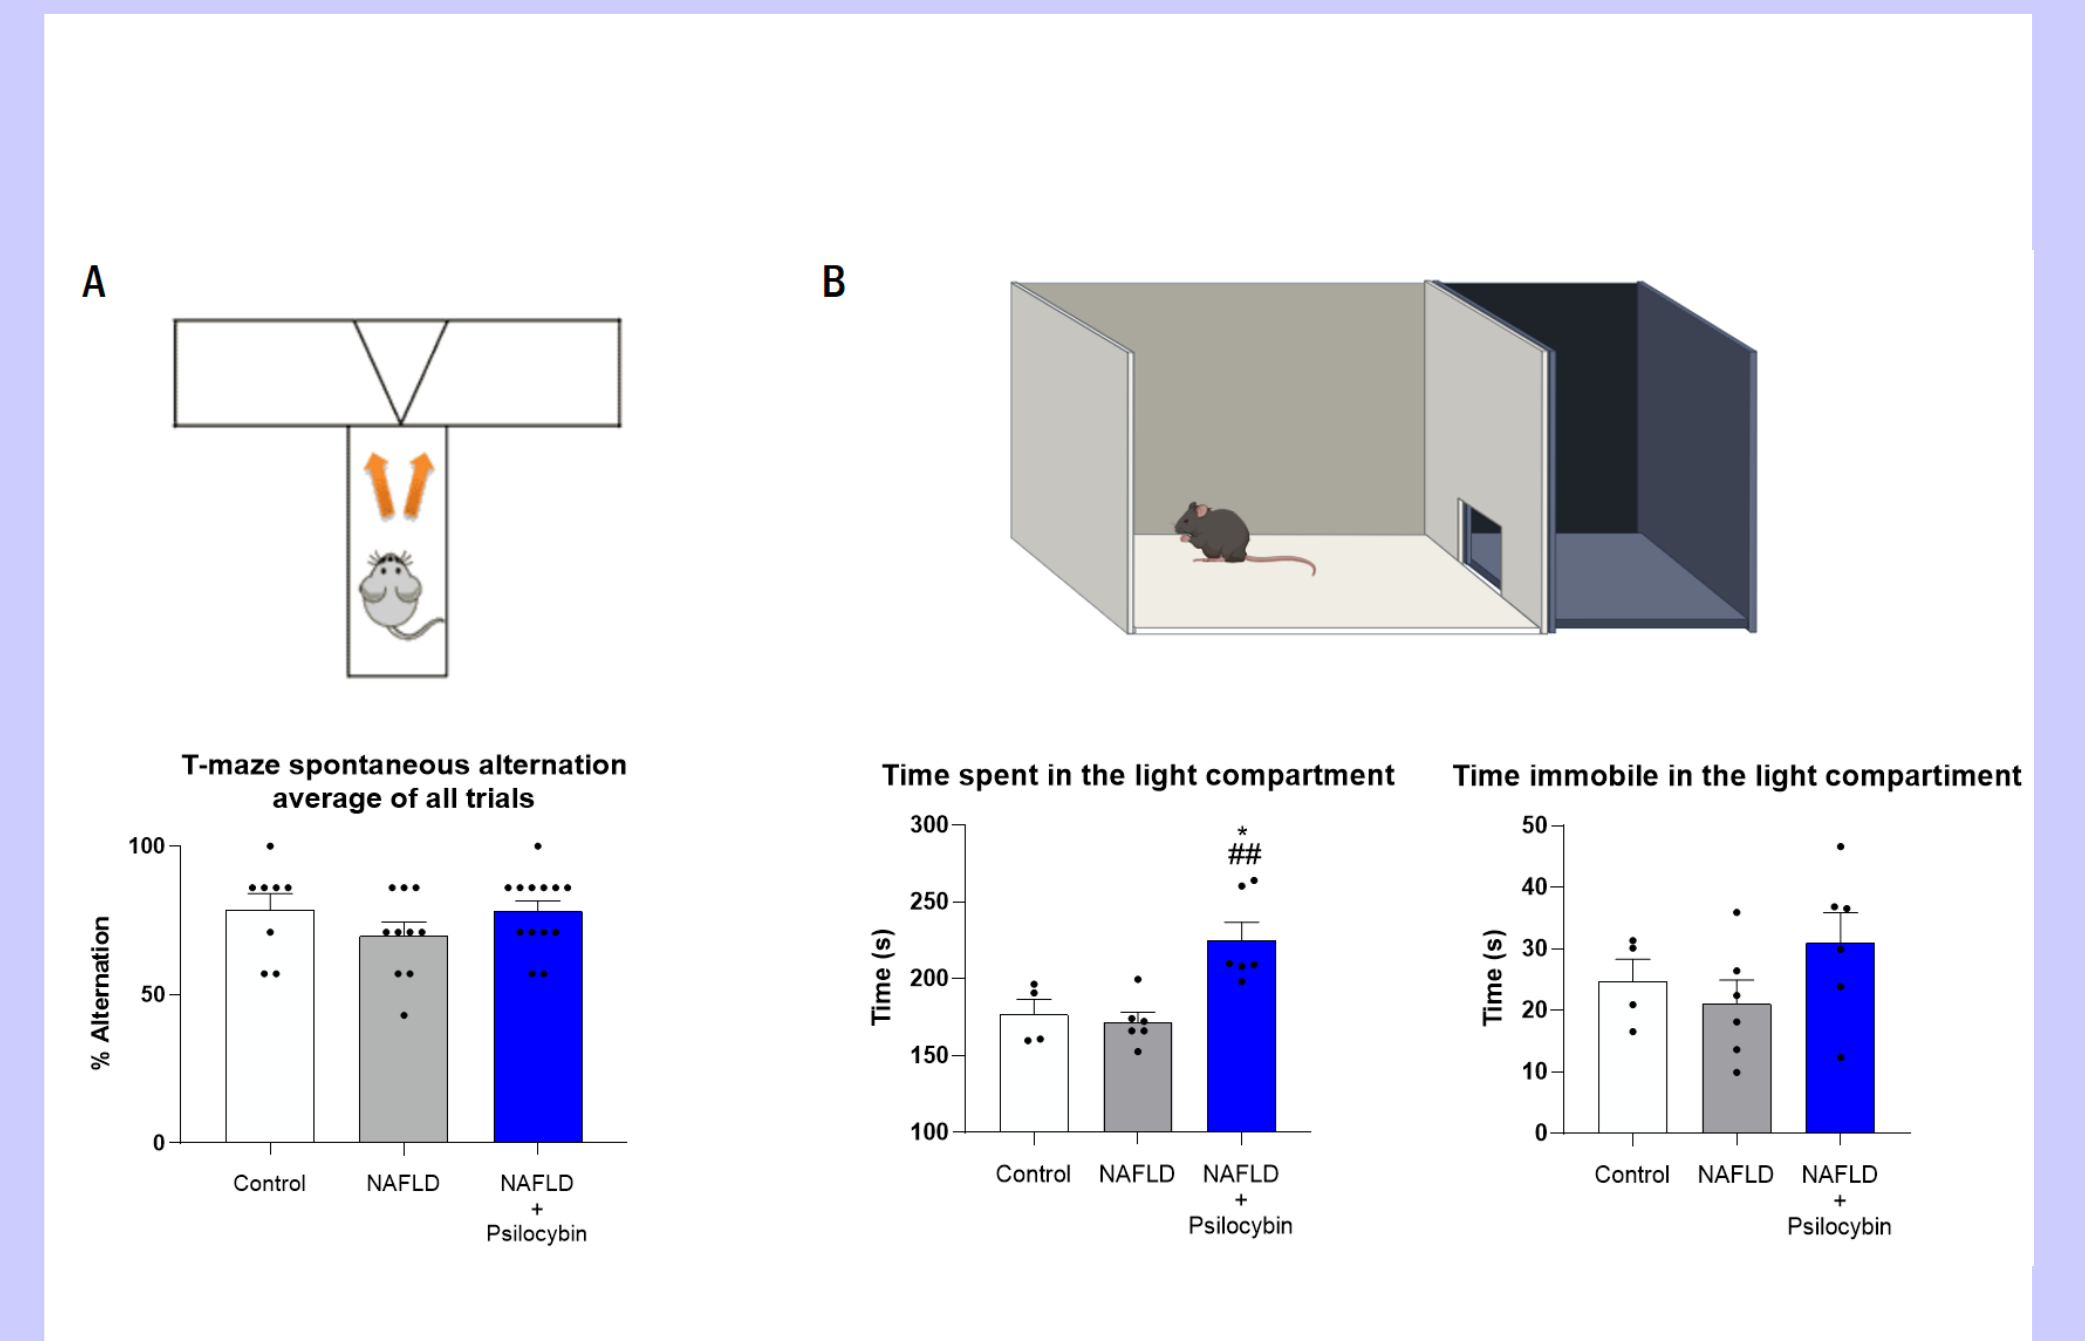 A
B
T-maze spontaneous alternation
average of all trials
% Alternation
100
50
0
Control
NAFLD
NAFLD
+
Psilocybin
Time spent in the light compartment
Time (s)
300
250
200
150
100
*
##
Control
NAFLD
NAFLD
+
Psilocybin
Time immobile in the light compartiment
Time (s)
50
40
30
20
10
0
Control
NAFLD
NAFLD
+
Psilocybin